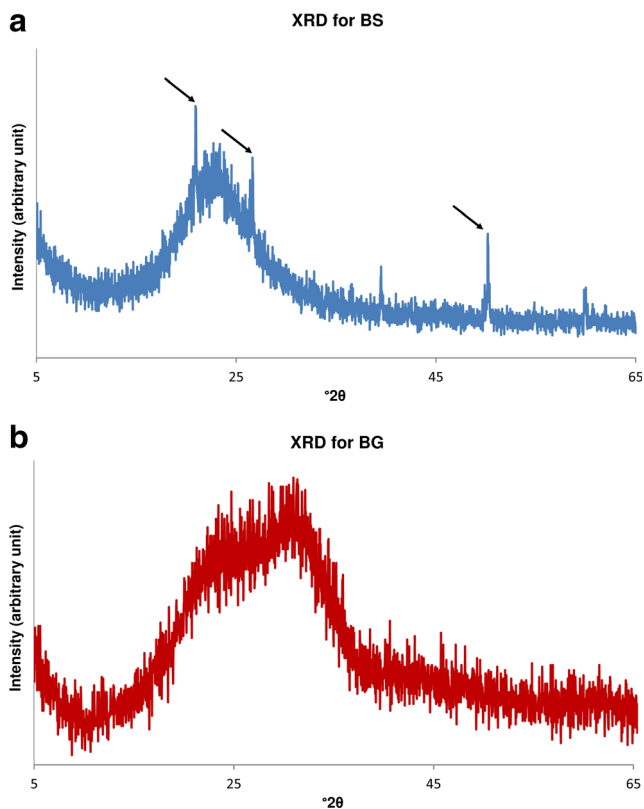 a
XRD for BS
Intensity (arbitrary unit)
5
25
45
65
°2θ
b
XRD for BG
Intensity (arbitrary unit)
5
25
45
65
°2θ